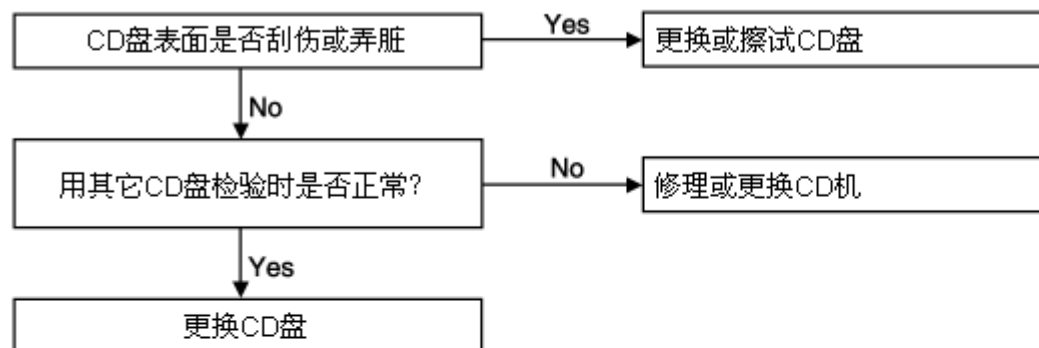 CD盘表面是否刮伤或弄脏
Yes
更换或擦试CD盘
No
用其它CD盘检验时是否正常?
No
修理或更换CD机
Yes
更换CD盘